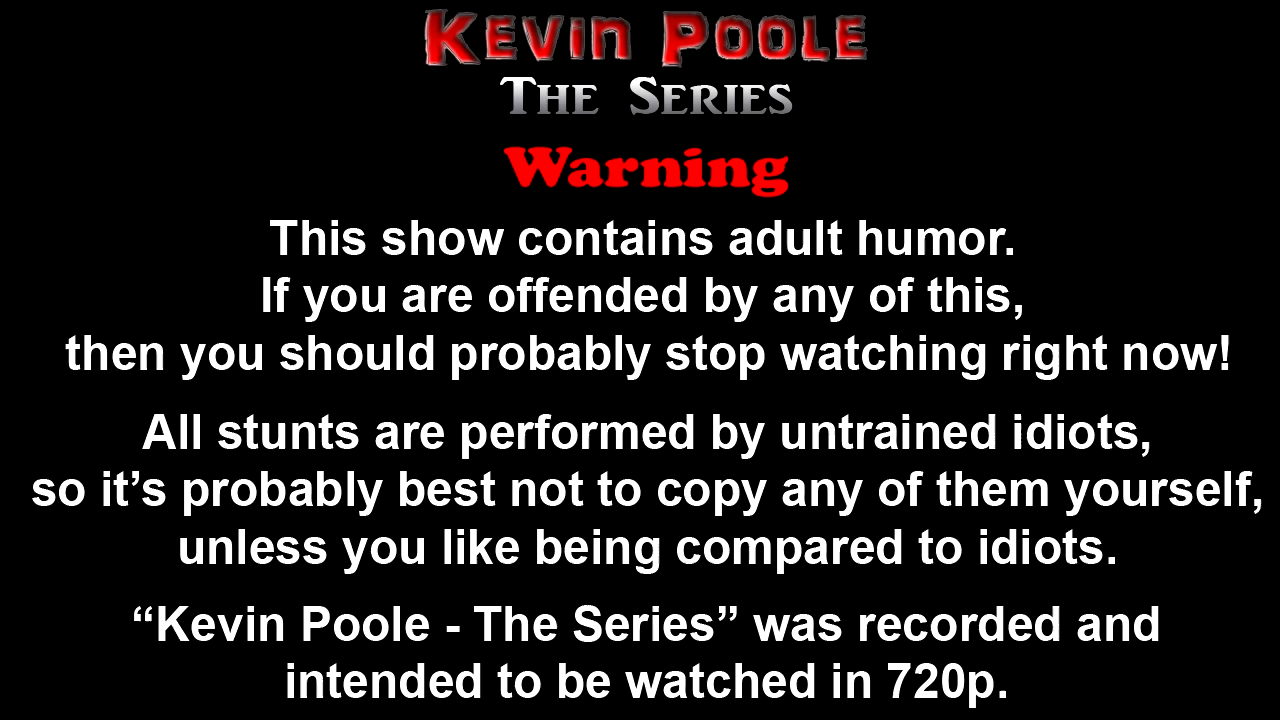 Kevin Poole
The Series
Warning
This show contains adult humor.
If you are offended by any of this,
then you should probably stop watching right now!
All stunts are performed by untrained idiots,
so it’s probably best not to copy any of them yourself,
unless you like being compared to idiots.
“Kevin Poole - The Series” was recorded and
intended to be watched in 720p.